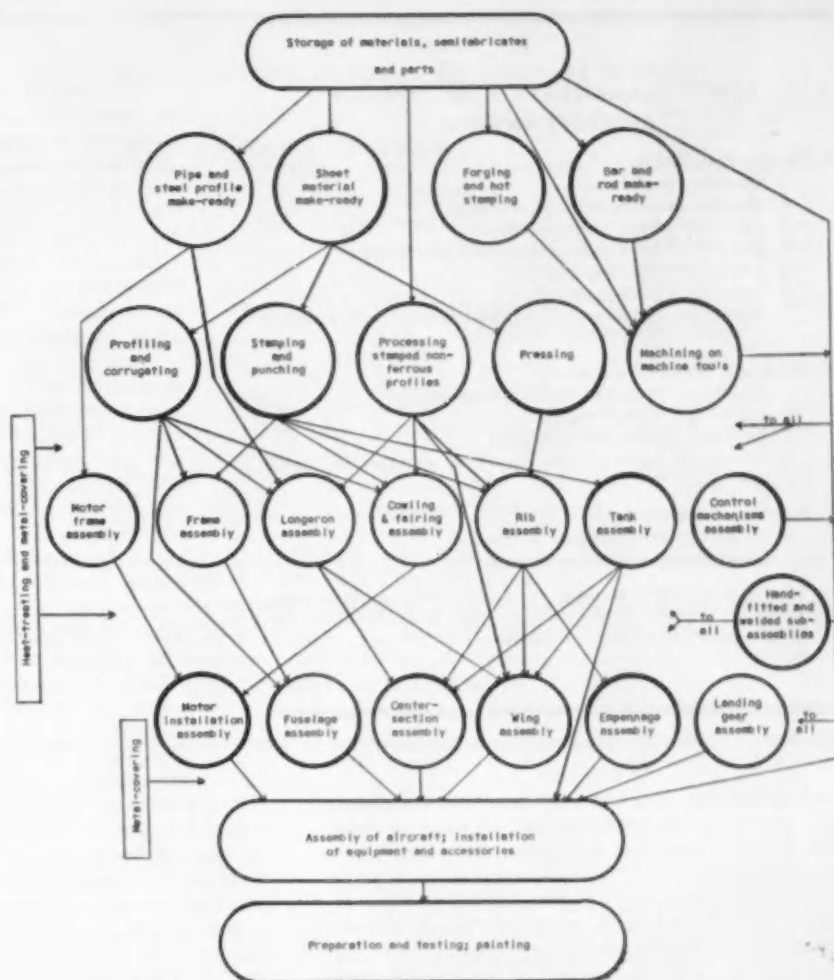 Storage of materials, semifabricates
and parts
Pipe and
steel profile
make-ready
Sheet
material
make-ready
Forging
and hot
stamping
Bar and
rod make-
ready
Profiling
and
corrugating
Stamping
and
punching
Processing
stamped non-
ferrous
profiles
Pressing
Machining on
machine tools
to all
Heat-treating and metal-covering
Motor
frame
assembly
Frame
assembly
Longeron
assembly
Cowling
& fairing
assembly
Rib
assembly
Tank
assembly
Control
mechanisms
assembly
to
all
Hand-
fitted and
welded sub-
assemblies
Metal-covering
Motor
installation
assembly
Fuselage
assembly
Center-
section
assembly
Wing
assembly
Empennage
assembly
Landing
gear
assembly
to
all
Assembly of aircraft; installation
of equipment and accessories
Preparation and testing; painting